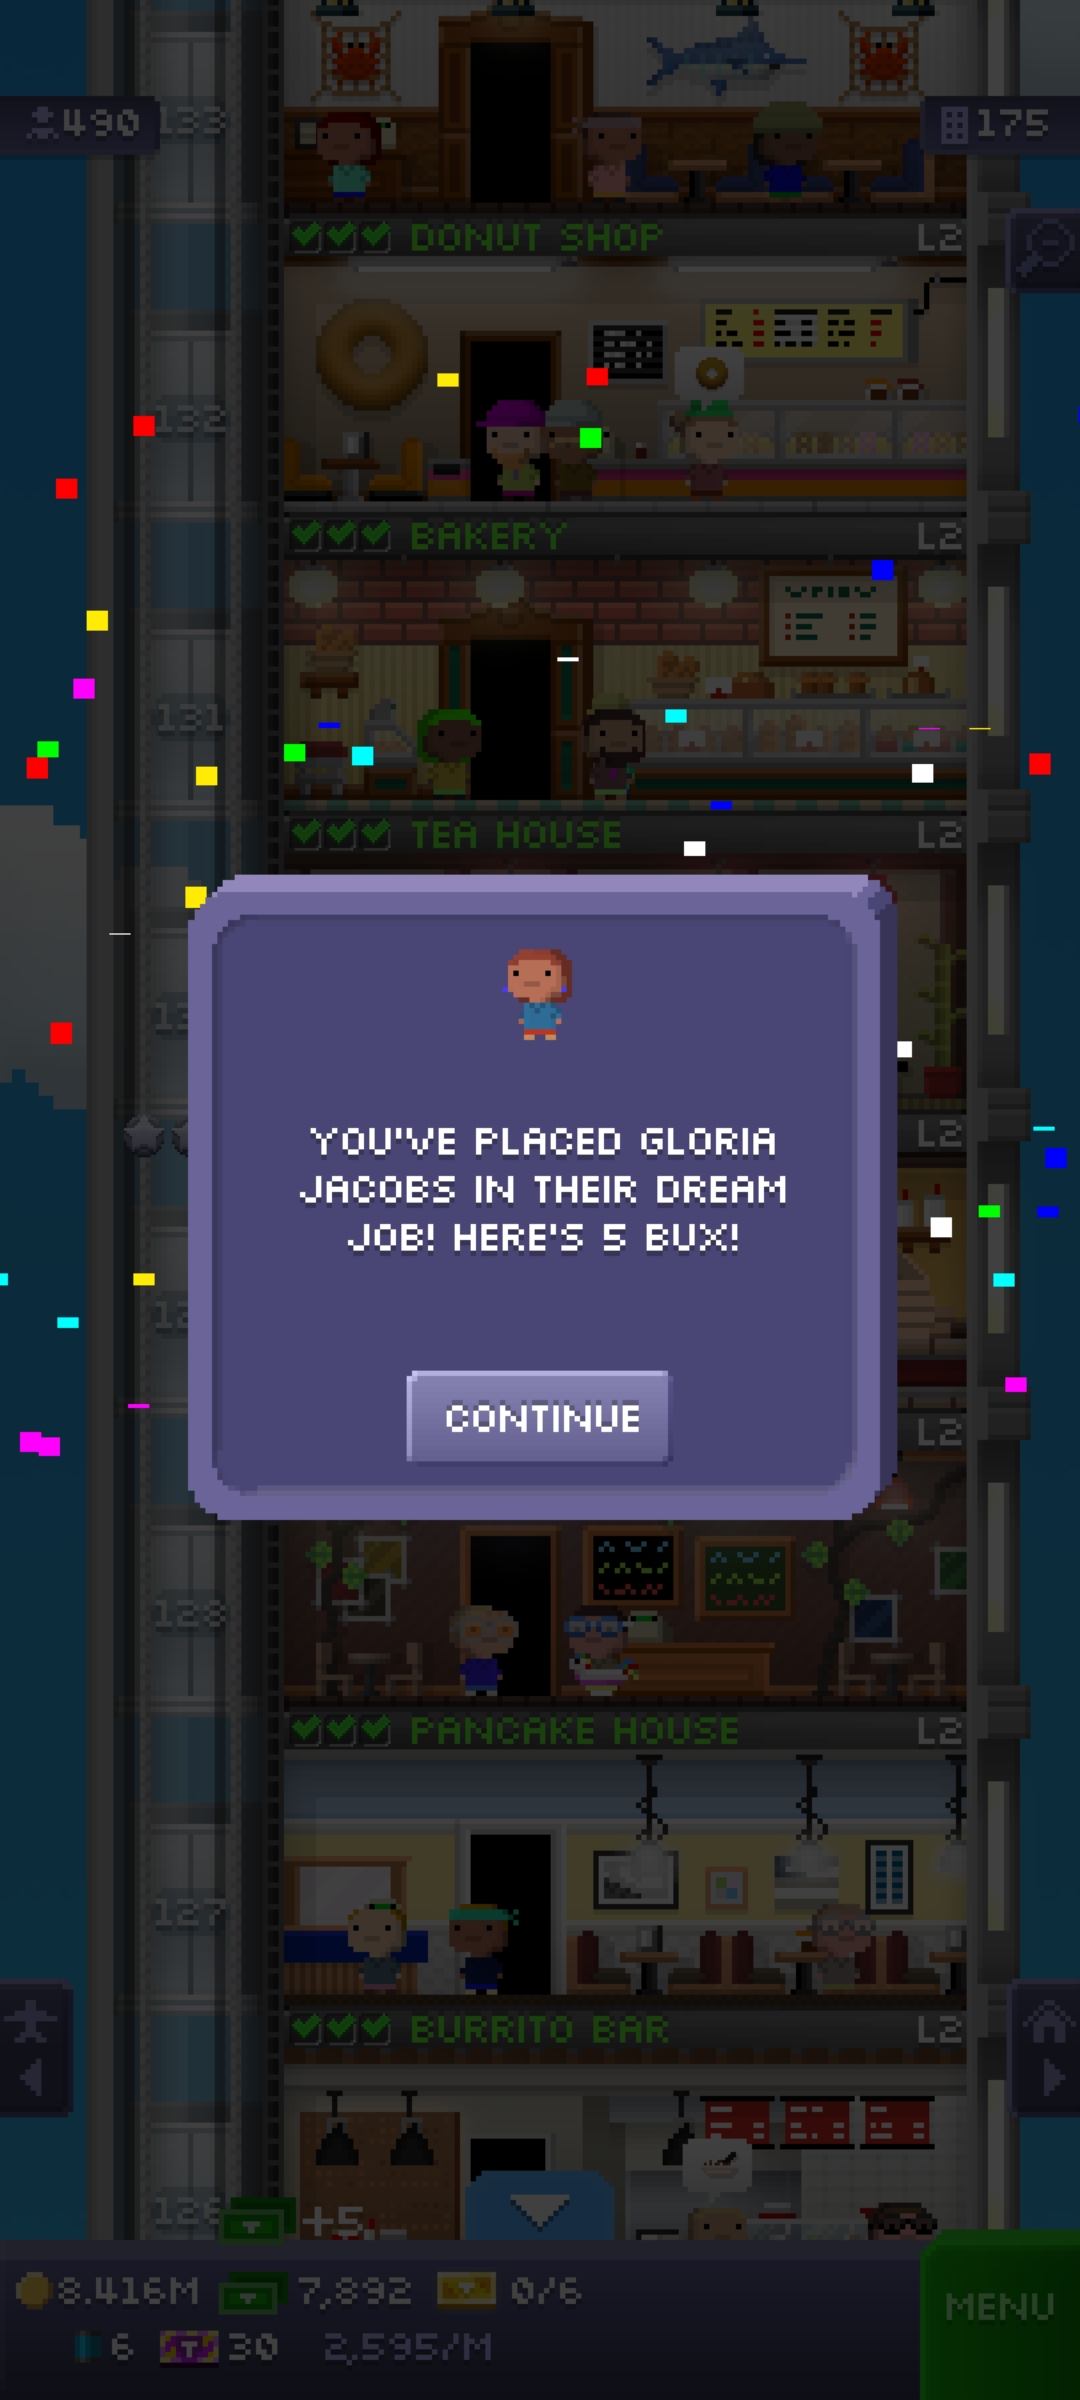 490
133
175
DONUT SHOP
L2
132
BAKERY
L2
131
TEA HOUSE
L2
YOU'VE PLACED GLORIA
JACOBS IN THEIR DREAM
JOB! HERE'S 5 BUX!
L2
CONTINUE
L2
128
PANCAKE HOUSE
L2
127
BURRITO BAR
L2
126
+5
8.416M
7,892
0/6
MENU
6
30
2,595/M